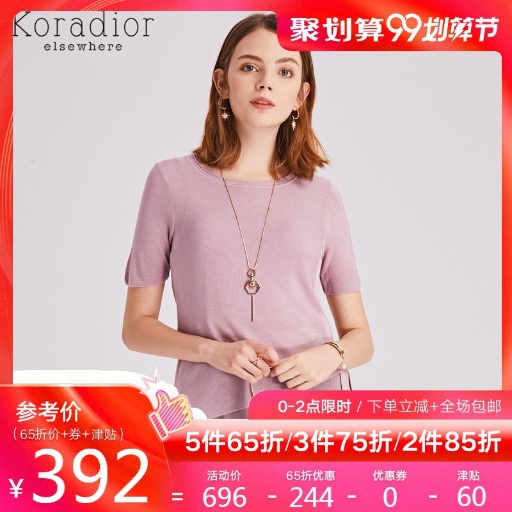 Koradior
elsewhere
聚划算99划算节
0-2点限时/下单立减+全场包邮
5件65折/3件75折/2件85折
参考价
(65折价+券+津贴)
¥392
=
活动价 65折优惠 优惠券 津贴
696 - 244 - 0 - 60